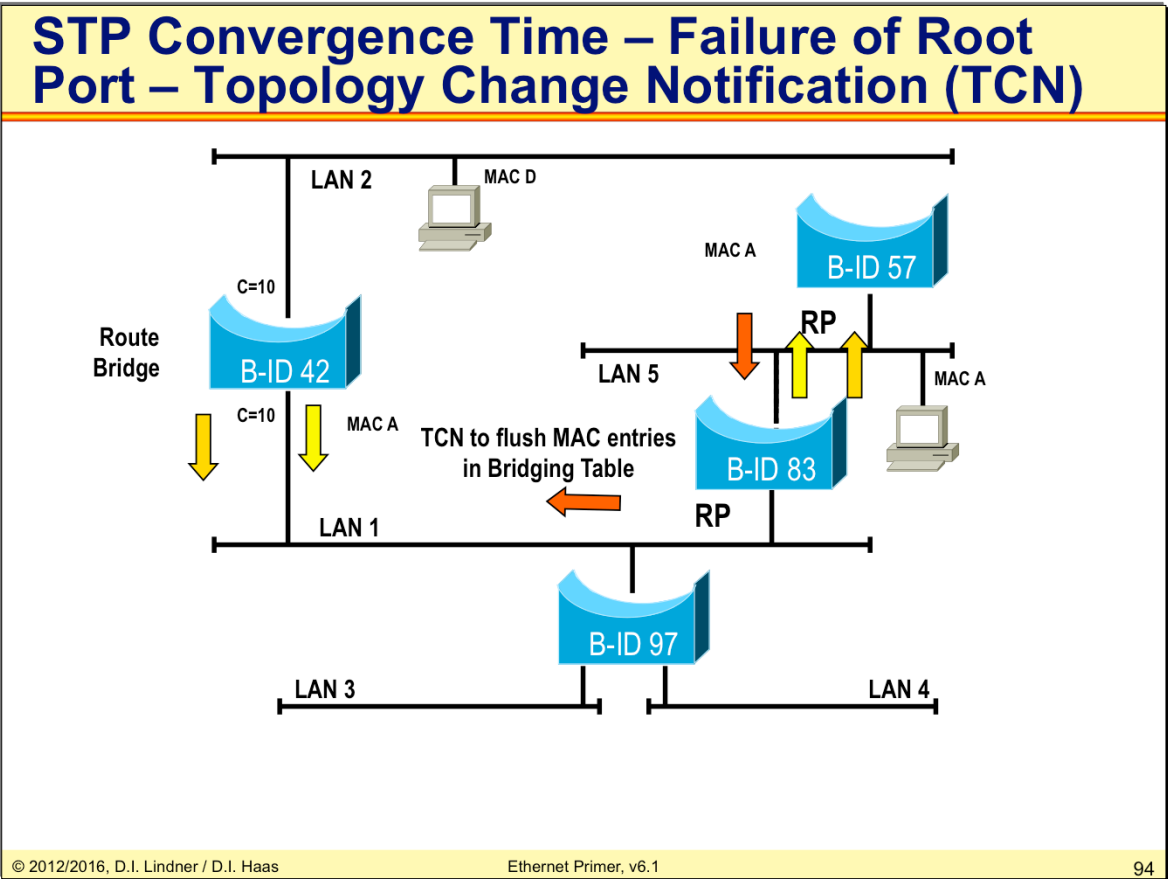 STP Convergence Time – Failure of Root
Port – Topology Change Notification (TCN)
LAN 2
MAC D
MAC A
B-ID 57
C=10
RP
Route
Bridge
B-ID 42
LAN 5
MAC A
C=10
MAC A
TCN to flush MAC entries
in Bridging Table
B-ID 83
RP
LAN 1
B-ID 97
LAN 3
LAN 4
© 2012/2016, D.I. Lindner / D.I. Haas
Ethernet Primer, v6.1
94